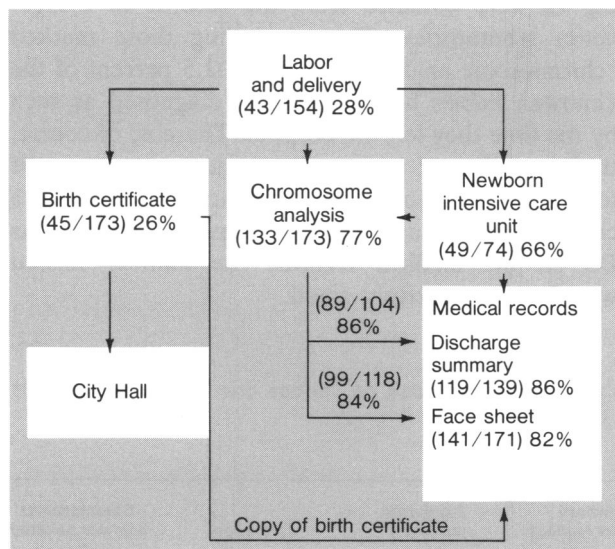 Labor
and delivery
(43/154) 28%
Birth certificate
(45/173) 26%
Chromosome
analysis
(133/173) 77%
Newborn
intensive care
unit
(49/74) 66%
(89/104)
86%
(99/118)
84%
Medical records
Discharge
summary
(119/139) 86%
Face sheet
(141/171) 82%
City Hall
Copy of birth certificate